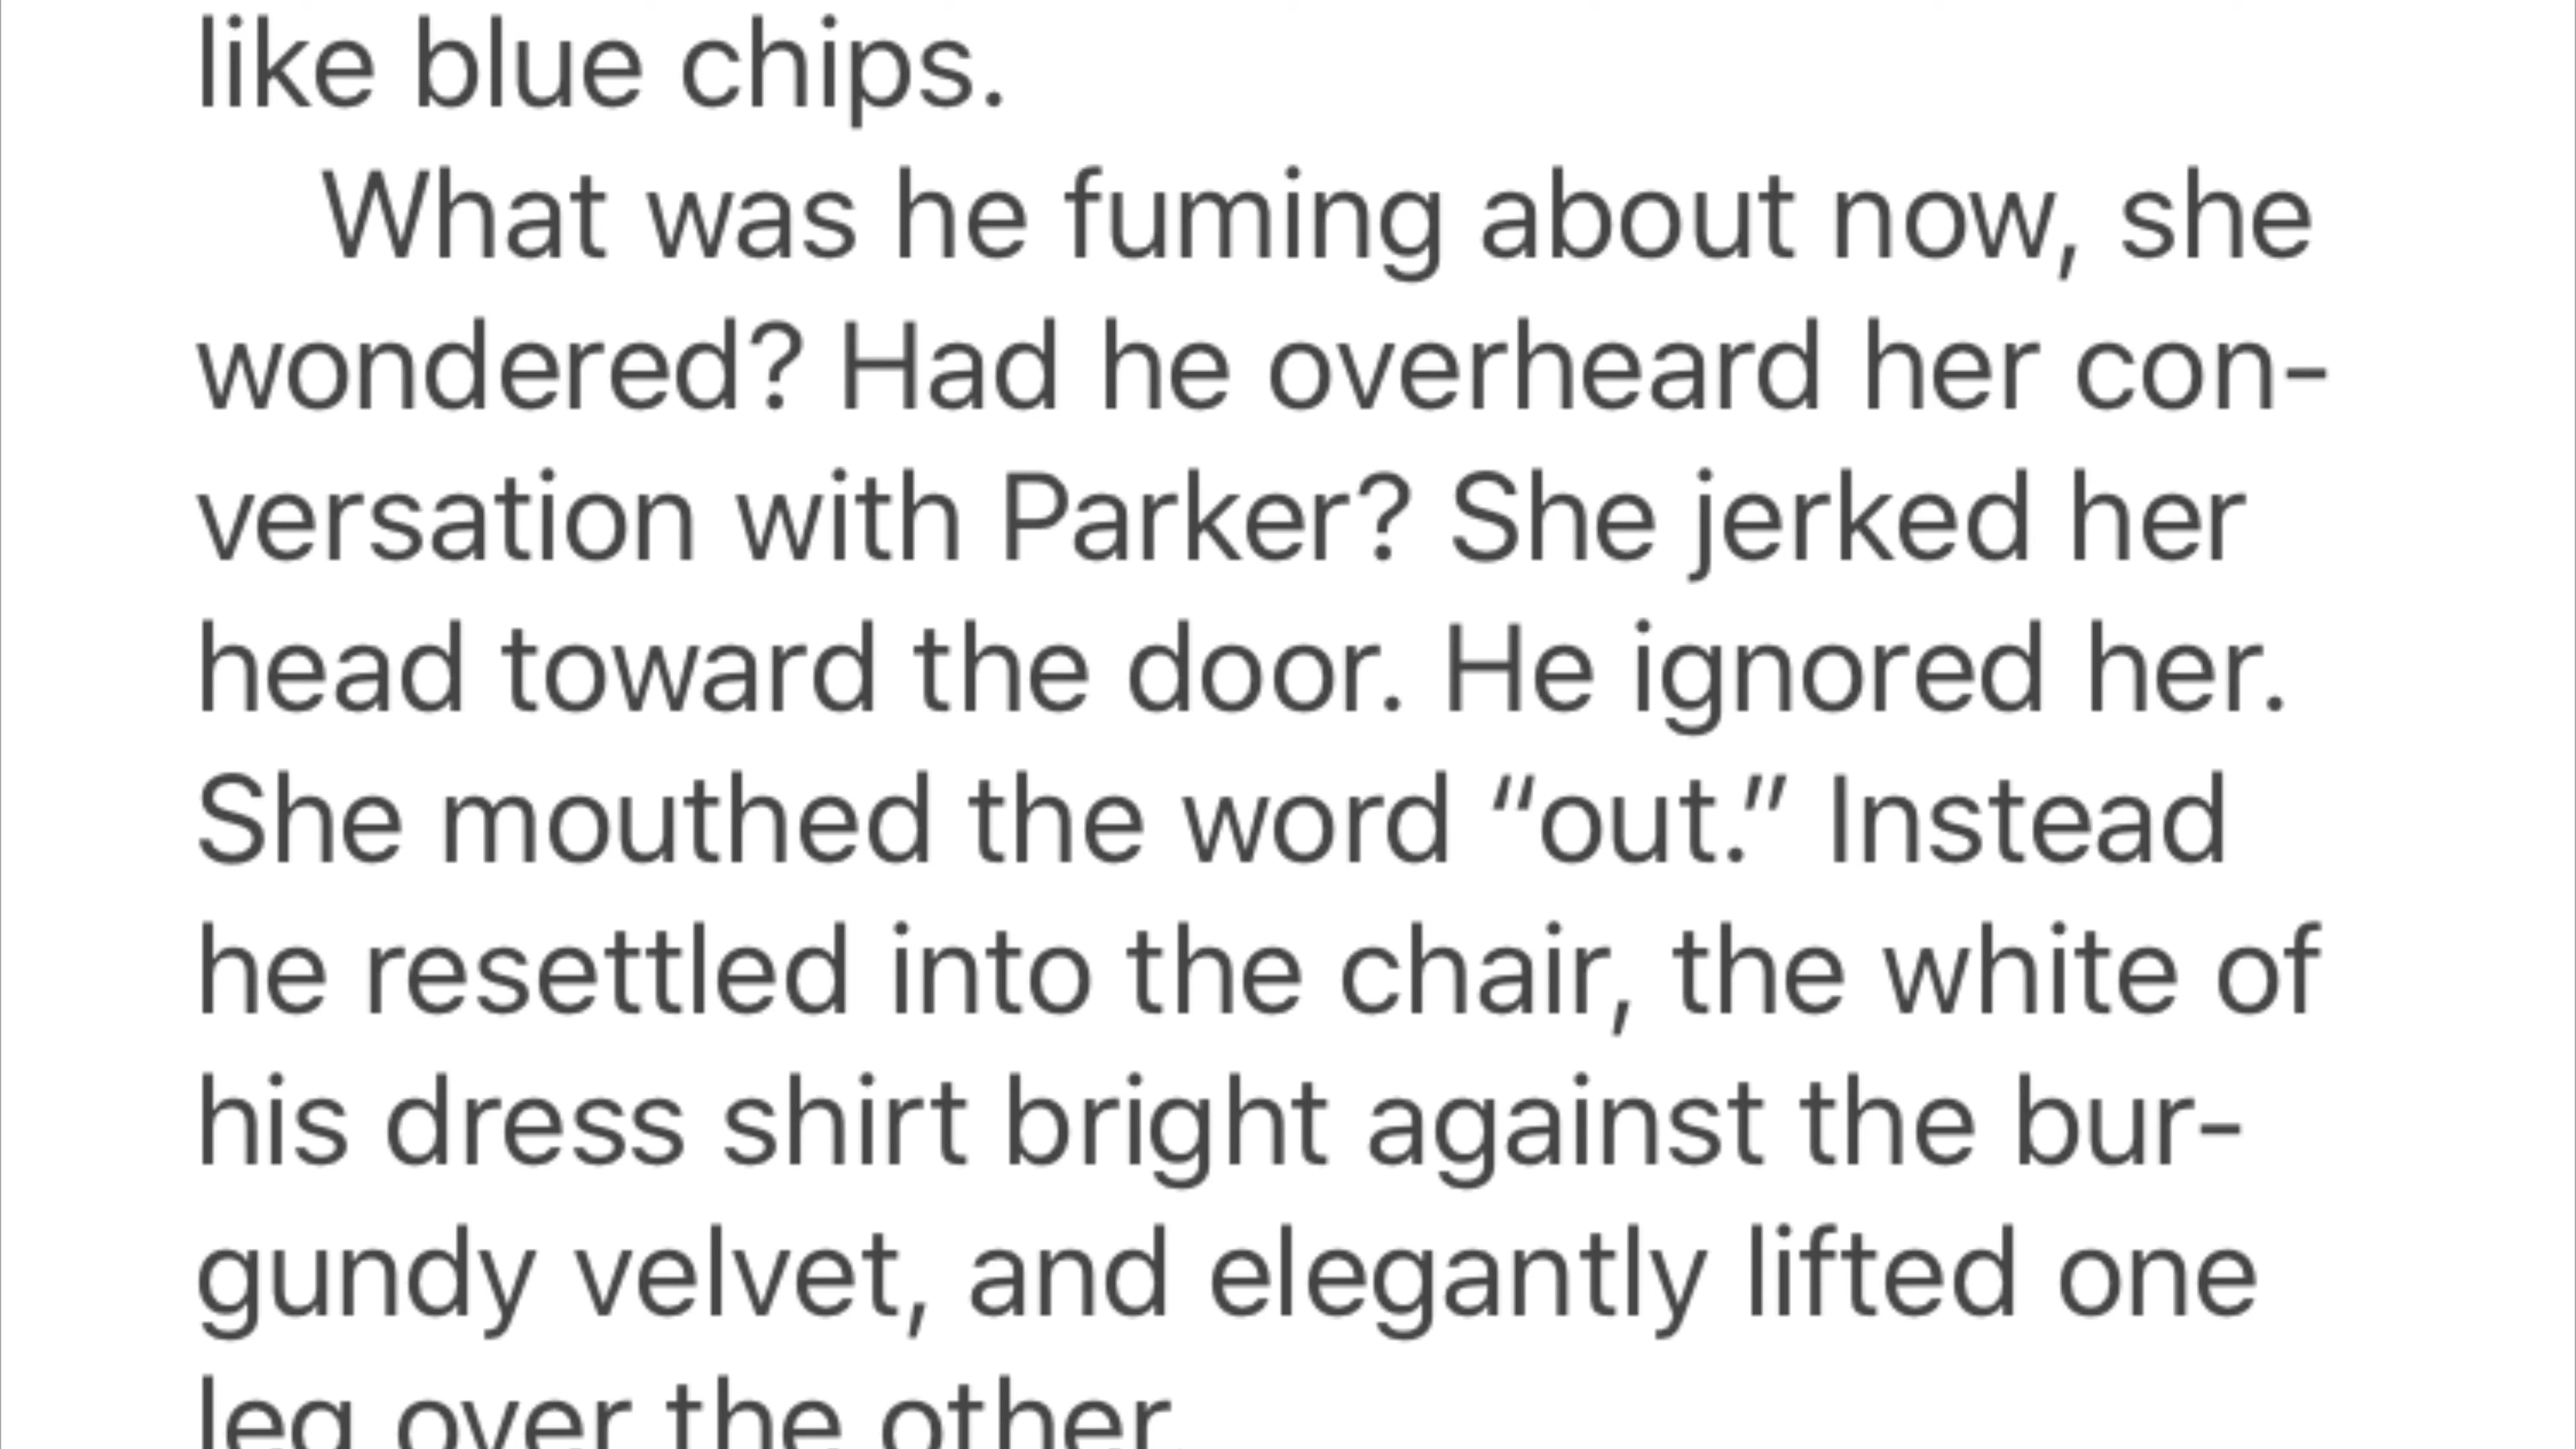 like blue chips.
What was he fuming about now, she
wondered? Had he overheard her con-
versation with Parker? She jerked her
head toward the door. He ignored her.
She mouthed the word “out.” Instead
he resettled into the chair, the white of
his dress shirt bright against the bur-
gundy velvet, and elegantly lifted one
leg over the other.